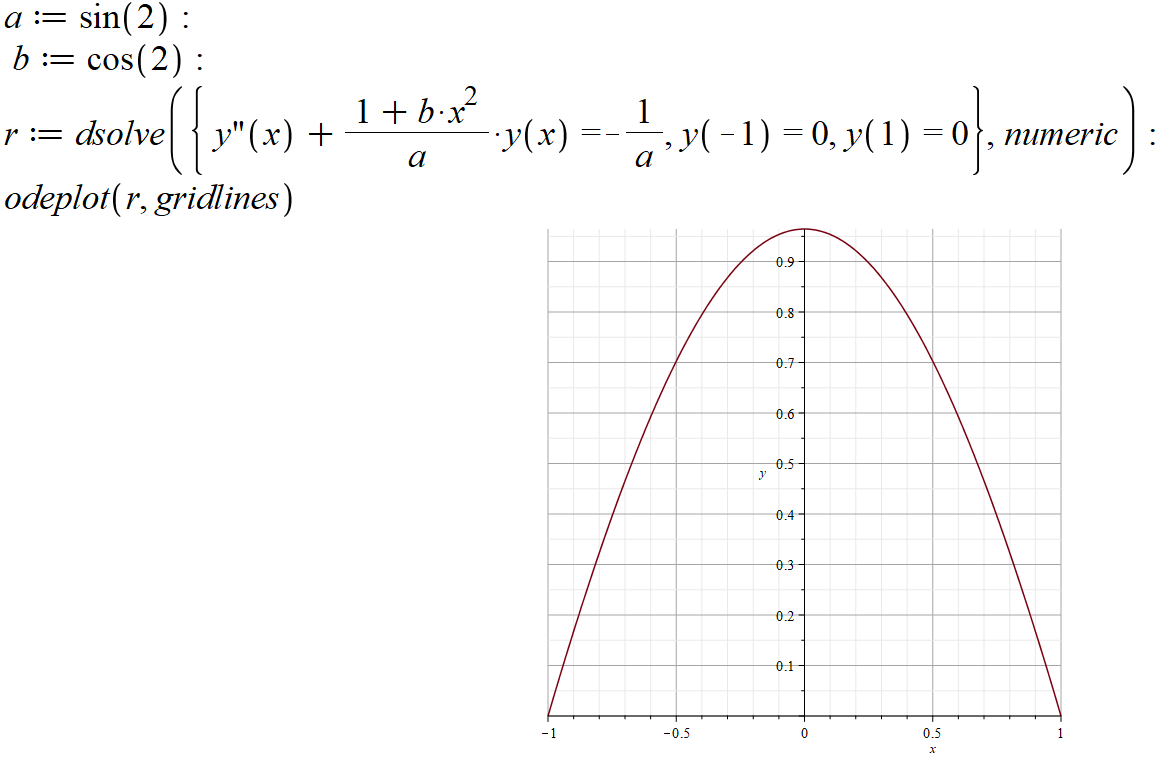 a := sin(2) :
b := cos(2) :
r := dsolve({ y''(x) + (1 + b·x^2)/a · y(x) = -1/a, y(-1) = 0, y(1) = 0}, numeric) :
odeplot(r, gridlines)
0.9
0.8
0.7
0.6
0.5
y
0.4
0.3
0.2
0.1
-1 -0.5 0 0.5 1
x